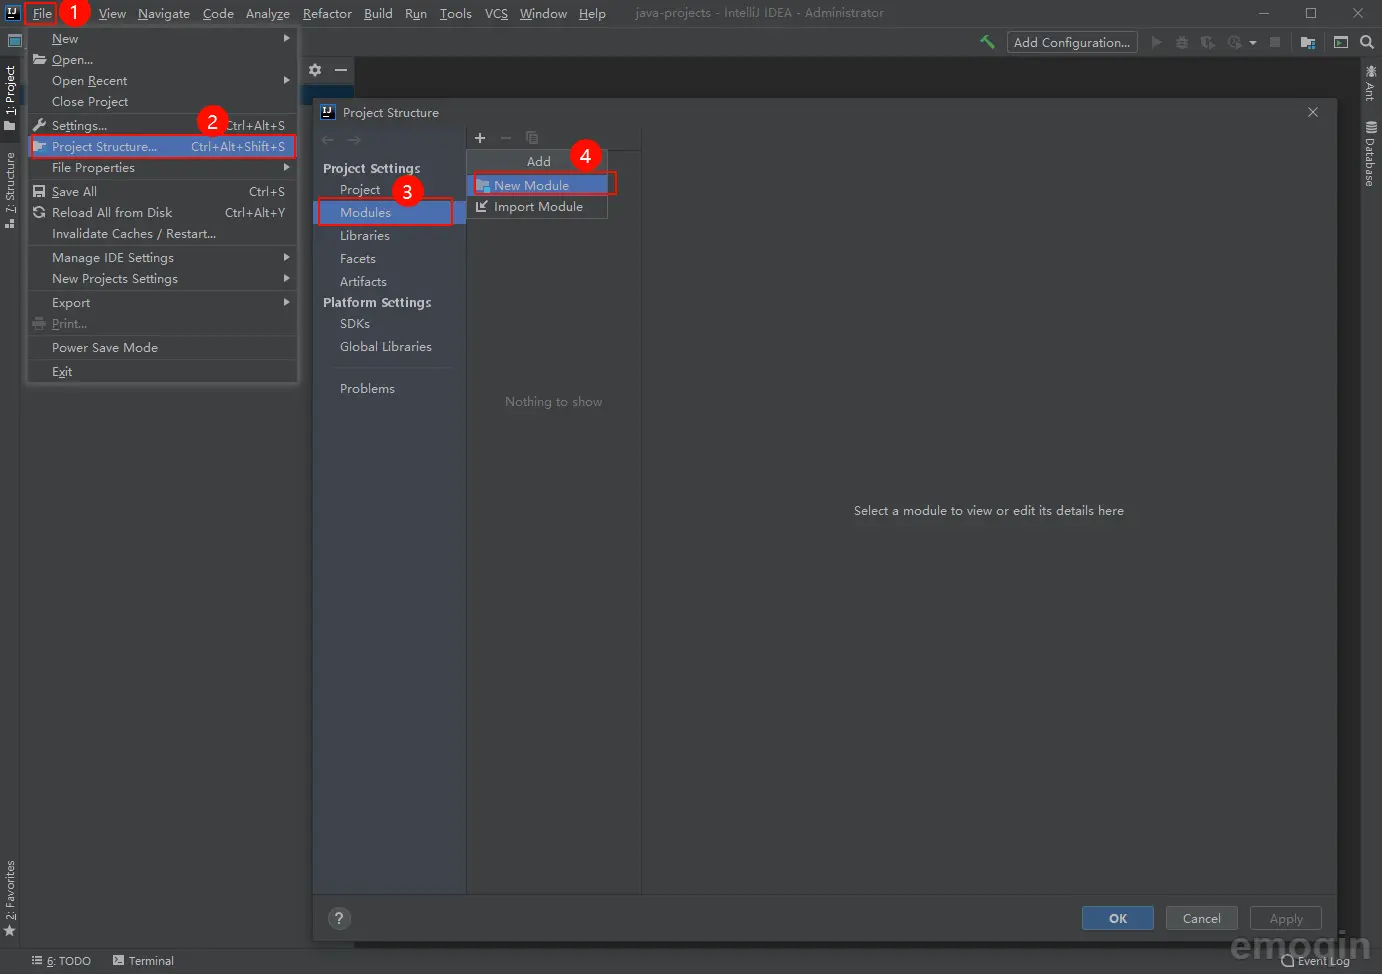 File 1 View Navigate Code Analyze Refactor Build Run Tools VCS Window Help java-projects - IntelliJ IDEA - Administrator
Add Configuration...
New
Open...
Open Recent
Close Project
Settings... 2 Ctrl+Alt+S
Project Structure... Ctrl+Alt+Shift+S
File Properties
Save All Ctrl+S
Reload All from Disk Ctrl+Alt+Y
Invalidate Caches / Restart...
Manage IDE Settings
New Projects Settings
Export
Print...
Power Save Mode
Exit
1: Project
7: Structure
2: Favorites
Project Structure
Project Settings
Project 3
Modules
Libraries
Facets
Artifacts
Platform Settings
SDKs
Global Libraries
Problems
Add 4
New Module
Import Module
Nothing to show
Select a module to view or edit its details here
?
OK Cancel Apply
Ant
Database
6: TODO Terminal
Event Log
emogin